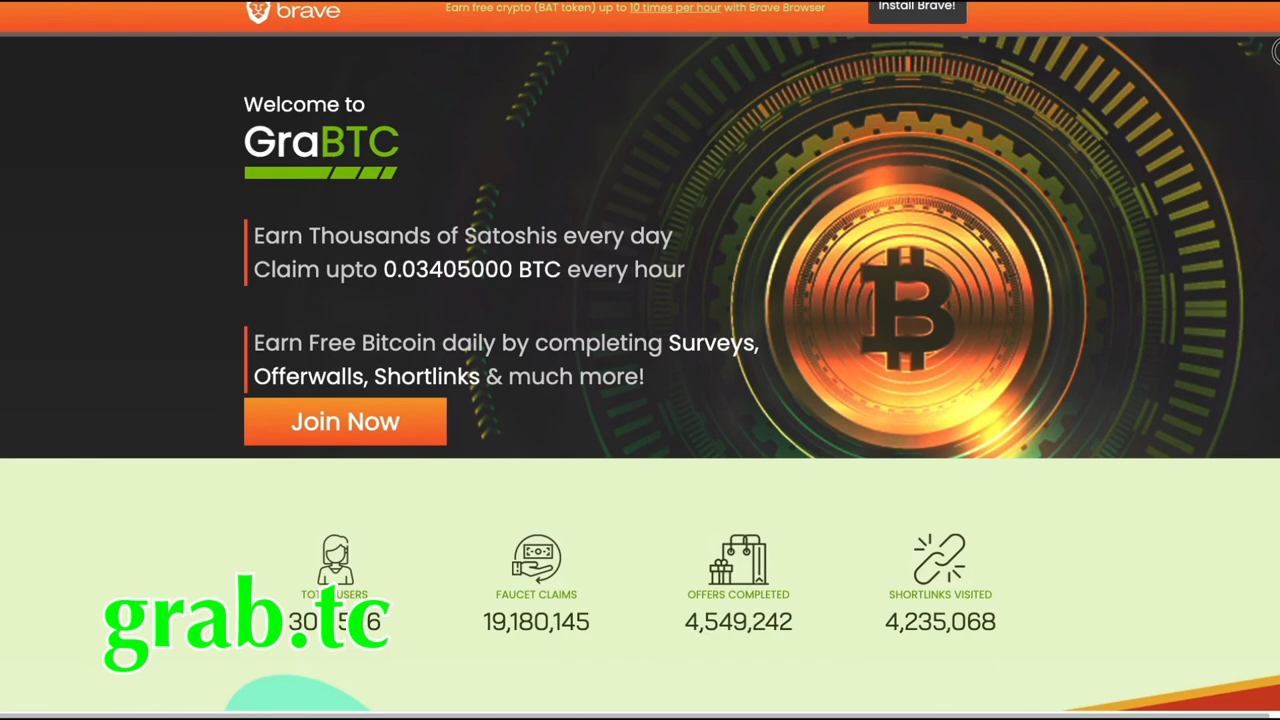 brave
Earn free crypto (BAT token) up to 10 times per hour with Brave Browser
Install Brave!
Welcome to
GraBTC
Earn Thousands of Satoshis every day
Claim upto 0.03405000 BTC every hour
Earn Free Bitcoin daily by completing Surveys,
Offerwalls, Shortlinks & much more!
Join Now
USERS
FAUCET CLAIMS
OFFERS COMPLETED
SHORTLINKS VISITED
grab.tc
19,180,145
4,549,242
4,235,068